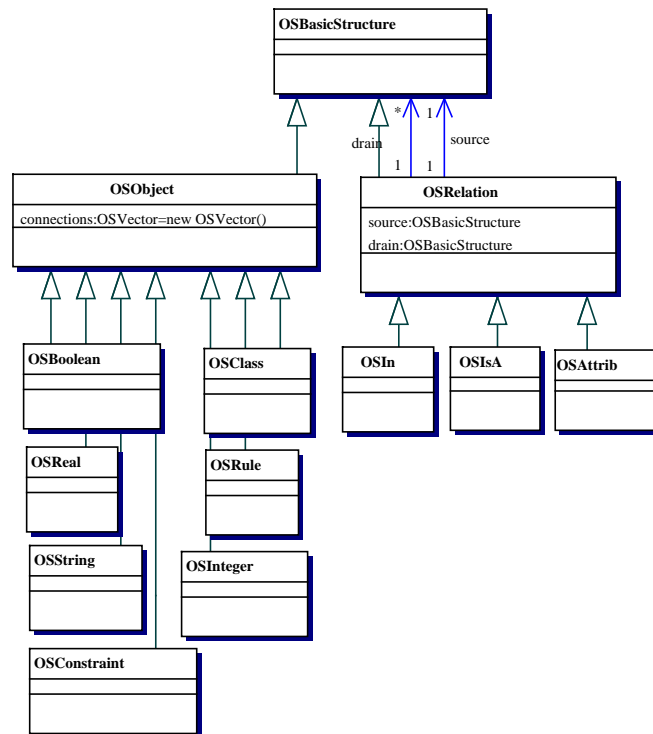 OSBasicStructure
* 1
drain
source
1 1
OSObject
connections:OSVector=new OSVector()
OSRelation
source:OSBasicStructure
drain:OSBasicStructure
OSBoolean
OSClass
OSIn
OSIsA
OSAttrib
OSReal
OSRule
OSString
OSInteger
OSConstraint